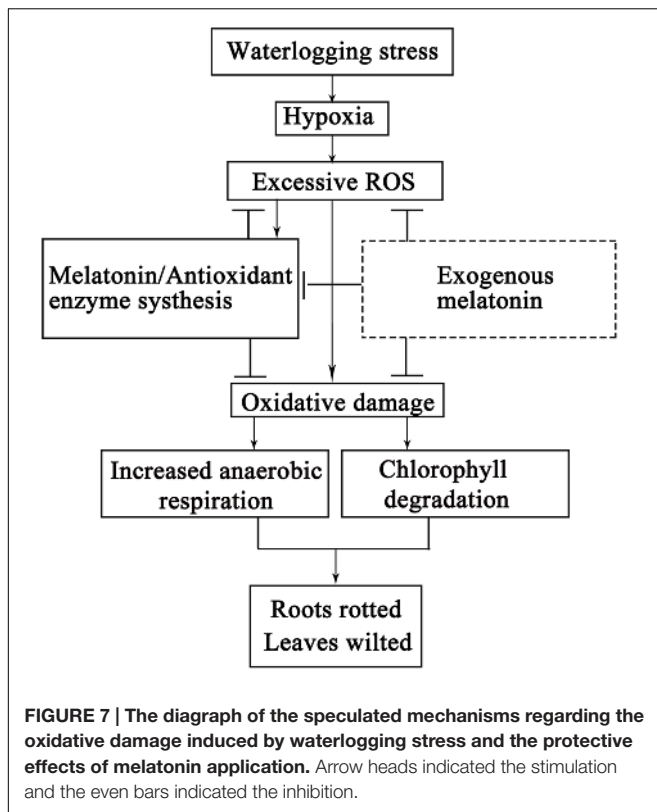 Waterlogging stress
Hypoxia
Excessive ROS
Melatonin/Antioxidant
enzyme systhesis
Exogenous
melatonin
Oxidative damage
Increased anaerobic
respiration
Chlorophyll
degradation
Roots rotted
Leaves wilted
FIGURE 7 | The diagraph of the speculated mechanisms regarding the
oxidative damage induced by waterlogging stress and the protective
effects of melatonin application. Arrow heads indicated the stimulation
and the even bars indicated the inhibition.